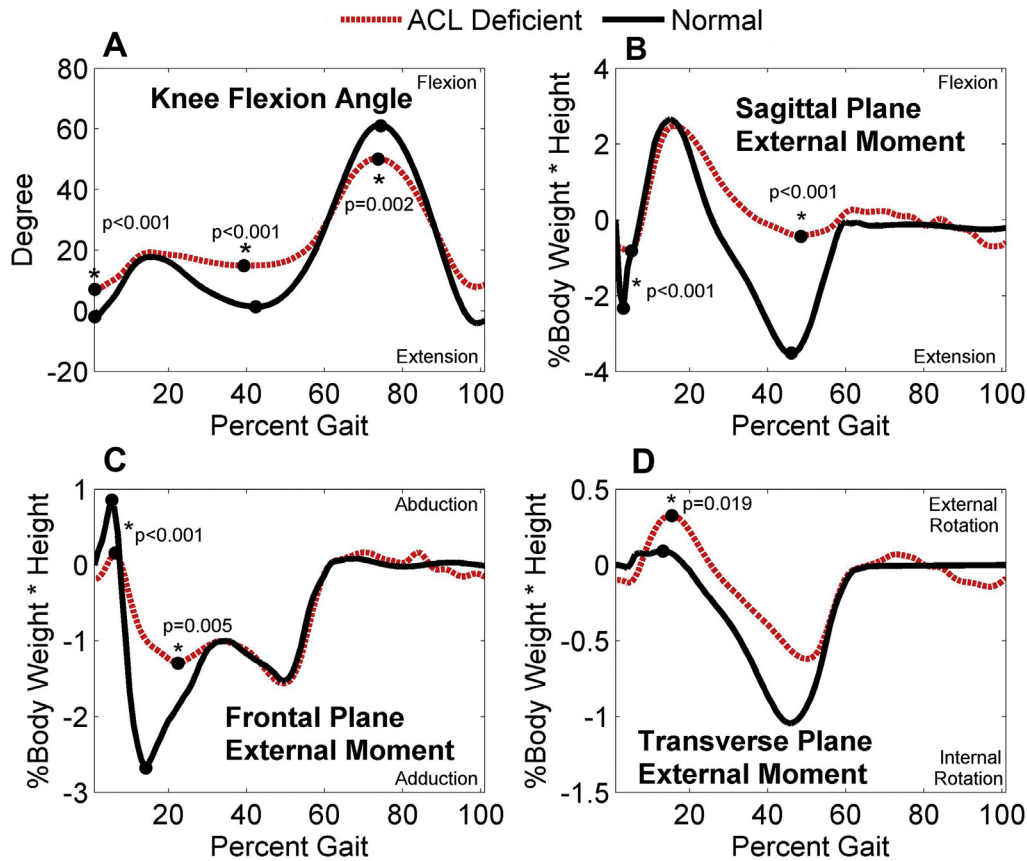 ACL Deficient Normal
A
Knee Flexion Angle
Flexion
Extension
80
60
40
20
0
-20
Degree
p<0.001
p<0.001
p=0.002
*
*
*
20 40 60 80 100
Percent Gait
B
Sagittal Plane
External Moment
Flexion
Extension
4
2
0
-2
-4
%Body Weight * Height
p<0.001
*
* p<0.001
20 40 60 80 100
Percent Gait
C
Abduction
1
0
-1
-2
-3
%Body Weight * Height
* p<0.001
p=0.005
*
Frontal Plane
External Moment
Adduction
20 40 60 80 100
Percent Gait
D
External
Rotation
0.5
0
-0.5
-1
-1.5
%Body Weight * Height
* p=0.019
Transverse Plane
External Moment
Internal
Rotation
20 40 60 80 100
Percent Gait